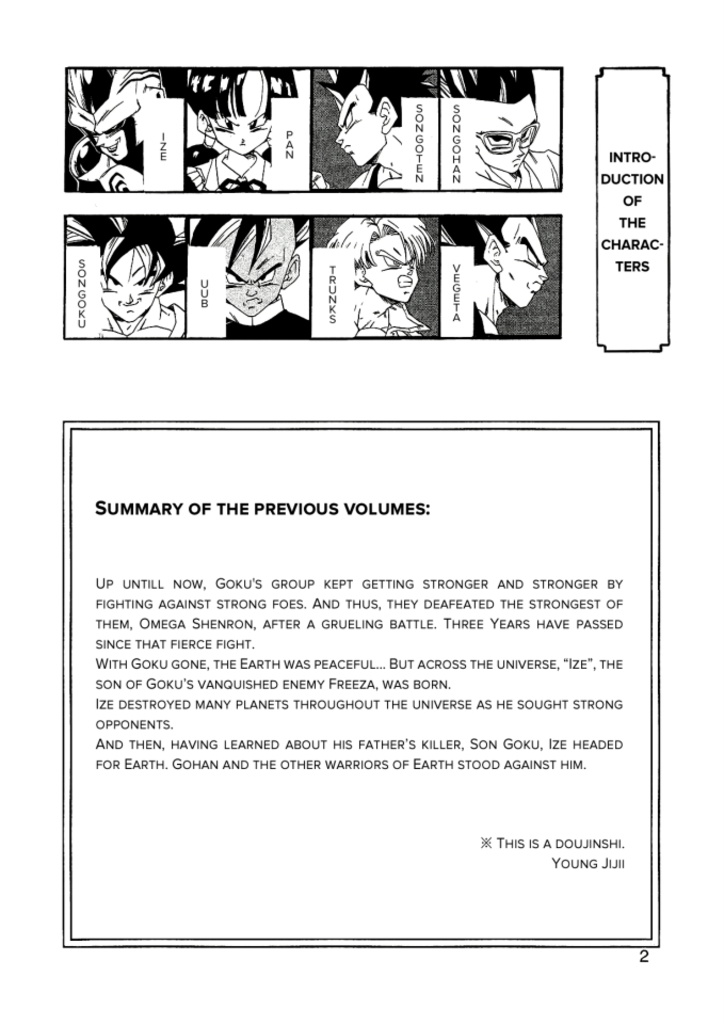 IZE
PAN
SONGOTEN
SONGOHAN
INTRO-
DUCTION
OF
THE
CHARAC-
TERS
SONGOKU
UUB
TRUNKS
VEGETA
SUMMARY OF THE PREVIOUS VOLUMES:
UP UNTILL NOW, GOKU'S GROUP KEPT GETTING STRONGER AND STRONGER BY
FIGHTING AGAINST STRONG FOES. AND THUS, THEY DEAFEATED THE STRONGEST OF
THEM, OMEGA SHENRON, AFTER A GRUELING BATTLE. THREE YEARS HAVE PASSED
SINCE THAT FIERCE FIGHT.
WITH GOKU GONE, THE EARTH WAS PEACEFUL... BUT ACROSS THE UNIVERSE, “IZE”, THE
SON OF GOKU'S VANQUISHED ENEMY FREEZA, WAS BORN.
IZE DESTROYED MANY PLANETS THROUGHOUT THE UNIVERSE AS HE SOUGHT STRONG
OPPONENTS.
AND THEN, HAVING LEARNED ABOUT HIS FATHER'S KILLER, SON GOKU, IZE HEADED
FOR EARTH. GOHAN AND THE OTHER WARRIORS OF EARTH STOOD AGAINST HIM.
※ THIS IS A DOUJINSHI.
YOUNG JIJII
2